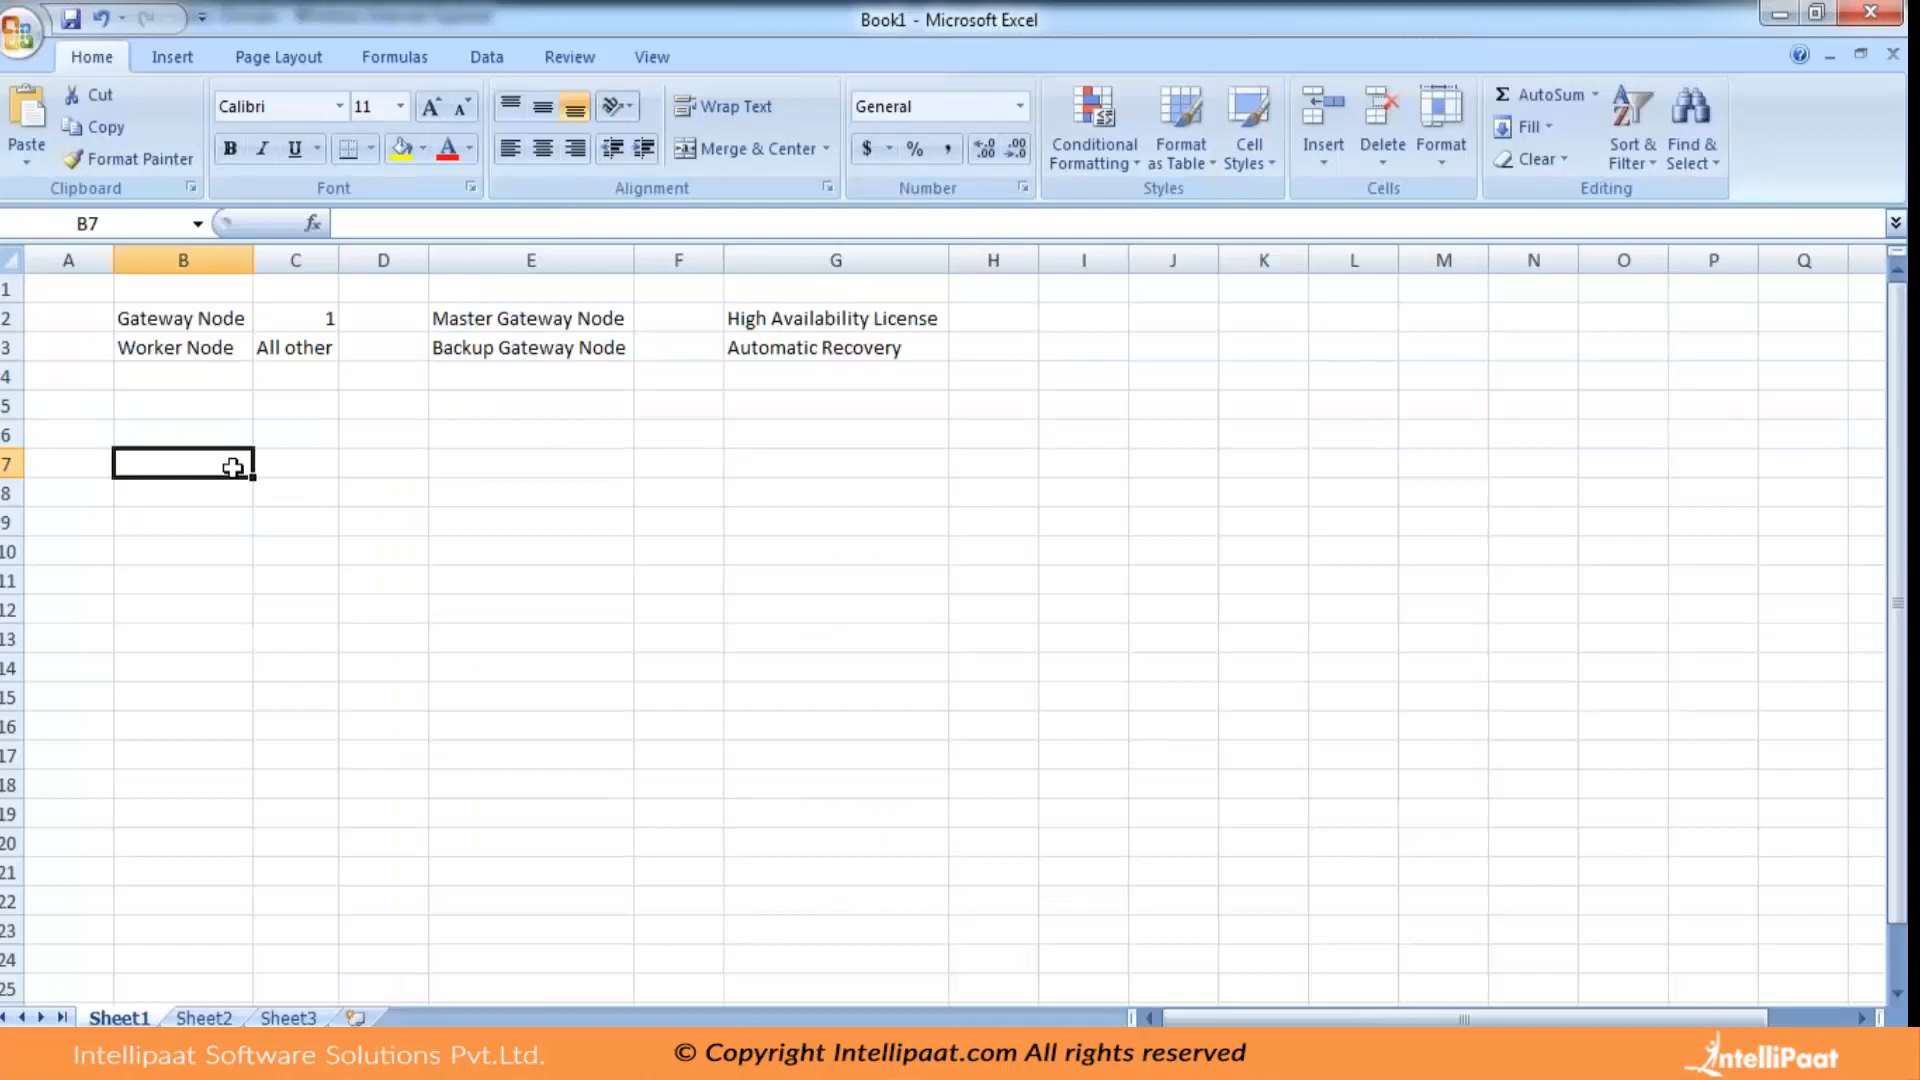 Book1 - Microsoft Excel
Home Insert Page Layout Formulas Data Review View
Paste
Cut
Copy
Format Painter
Clipboard
Calibri 11
B I U
Font
Wrap Text
Merge & Center
Alignment
General
$ % ,
Number
Conditional Formatting
Format as Table
Cell Styles
Styles
Insert Delete Format
Cells
Σ AutoSum
Fill
Clear
Sort & Filter
Find & Select
Editing
B7 fx
A B C D E F G H I J K L M N O P Q
1
2 Gateway Node 1 Master Gateway Node High Availability License
3 Worker Node All other Backup Gateway Node Automatic Recovery
4
5
6
7
8
9
10
11
12
13
14
15
16
17
18
19
20
21
22
23
24
25
Sheet1 Sheet2 Sheet3
Intellipaat Software Solutions Pvt.Ltd. © Copyright Intellipaat.com All rights reserved IntelliPaat